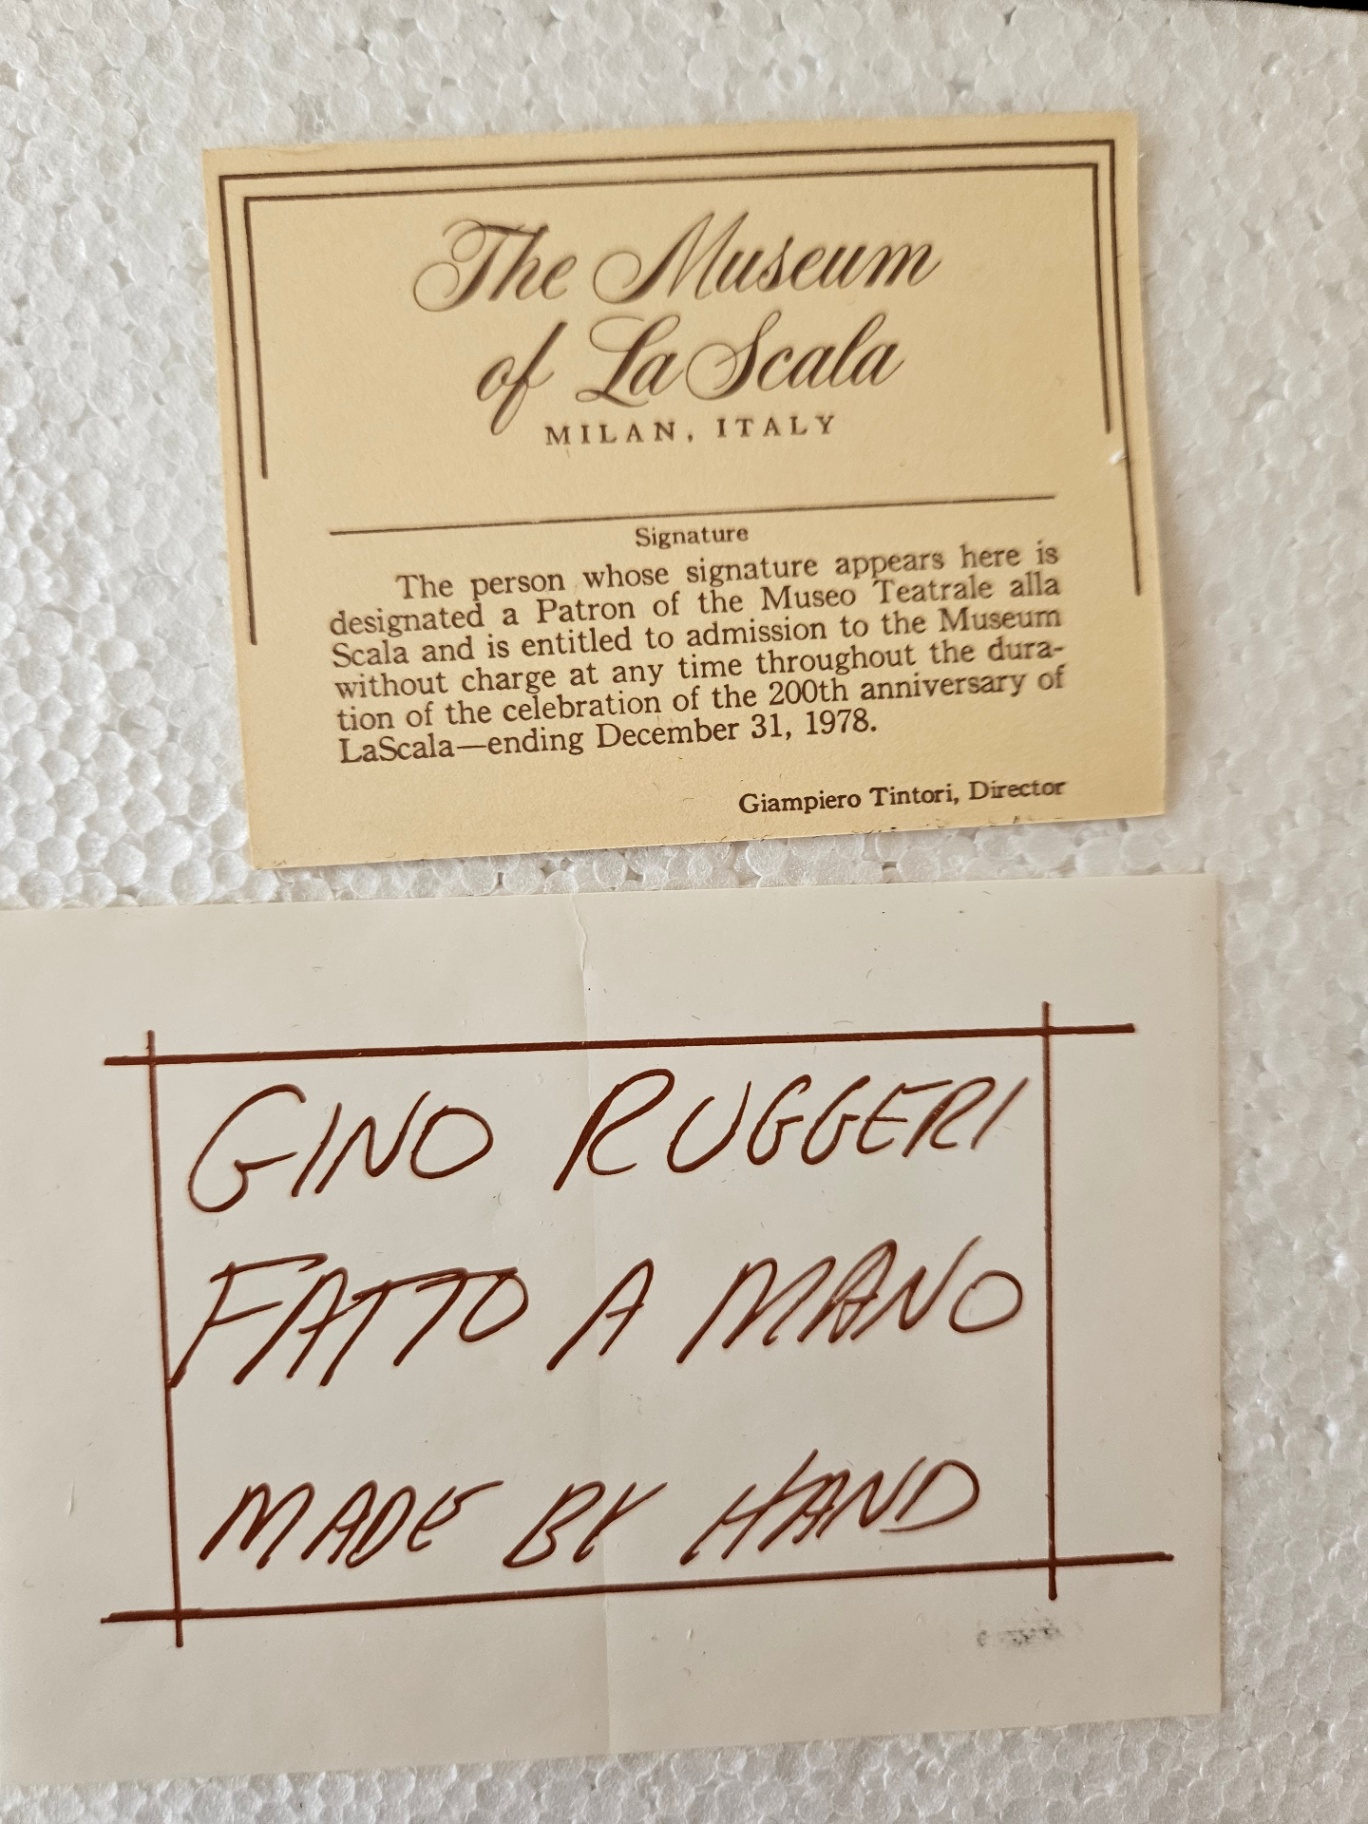 The Museum
of La Scala
MILAN, ITALY
Signature
The person whose signature appears here is
designated a Patron of the Museo Teatrale alla
Scala and is entitled to admission to the Museum
without charge at any time throughout the dura-
tion of the celebration of the 200th anniversary of
LaScala—ending December 31, 1978.
Giampiero Tintori, Director
GINO RUGGERI
FATTO A MANO
MADE BY HAND